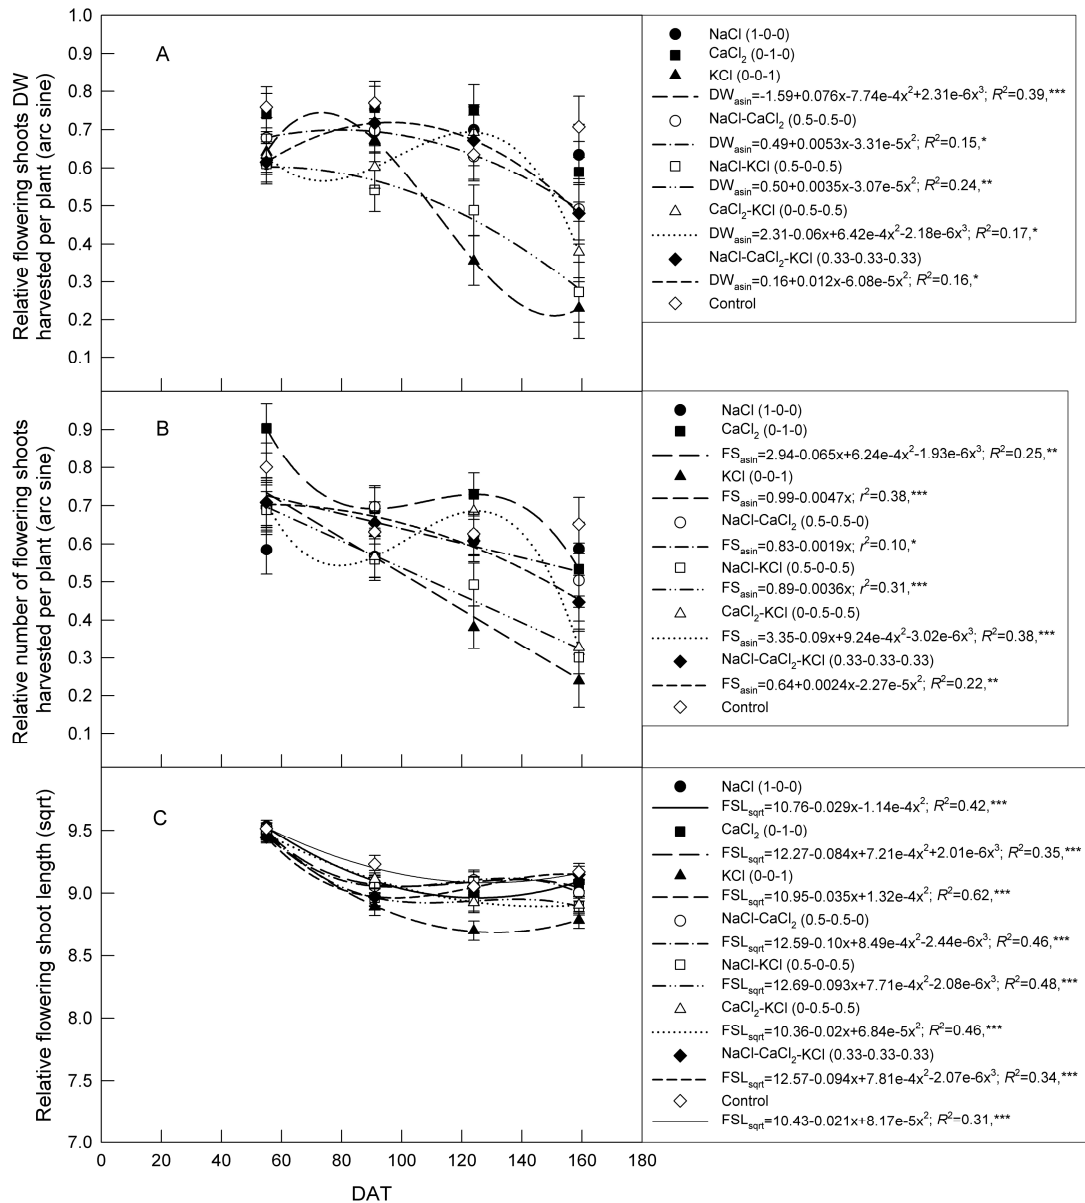 A
Relative flowering shoots DW
harvested per plant (arc sine)
1.0
0.9
0.8
0.7
0.6
0.5
0.4
0.3
0.2
0.1
NaCl (1-0-0)
CaCl₂ (0-1-0)
KCl (0-0-1)
DWasin=-1.59+0.076x-7.74e-4x²+2.31e-6x³; R²=0.39,***
NaCl-CaCl₂ (0.5-0.5-0)
DWasin=0.49+0.0053x-3.31e-5x²; R²=0.15,*
NaCl-KCl (0.5-0-0.5)
DWasin=0.50+0.0035x-3.07e-5x²; R²=0.24,**
CaCl₂-KCl (0-0.5-0.5)
DWasin=2.31-0.06x+6.42e-4x²-2.18e-6x³; R²=0.17,*
NaCl-CaCl₂-KCl (0.33-0.33-0.33)
DWasin=0.16+0.012x-6.08e-5x²; R²=0.16,*
Control
B
Relative number of flowering shoots
harvested per plant (arc sine)
0.9
0.8
0.7
0.6
0.5
0.4
0.3
0.2
0.1
NaCl (1-0-0)
CaCl₂ (0-1-0)
FSasin=2.94-0.065x+6.24e-4x²-1.93e-6x³; R²=0.25,**
KCl (0-0-1)
FSasin=0.99-0.0047x; r²=0.38,***
NaCl-CaCl₂ (0.5-0.5-0)
FSasin=0.83-0.0019x; r²=0.10,*
NaCl-KCl (0.5-0-0.5)
FSasin=0.89-0.0036x; r²=0.31,***
CaCl₂-KCl (0-0.5-0.5)
FSasin=3.35-0.09x+9.24e-4x²-3.02e-6x³; R²=0.38,***
NaCl-CaCl₂-KCl (0.33-0.33-0.33)
FSasin=0.64+0.0024x-2.27e-5x²; R²=0.22,**
Control
C
Relative flowering shoot length (sqrt)
9.5
9.0
8.5
8.0
7.5
7.0
NaCl (1-0-0)
FSLsqrt=10.76-0.029x-1.14e-4x²; R²=0.42,***
CaCl₂ (0-1-0)
FSLsqrt=12.27-0.084x+7.21e-4x²+2.01e-6x³; R²=0.35,***
KCl (0-0-1)
FSLsqrt=10.95-0.035x+1.32e-4x²; R²=0.62,***
NaCl-CaCl₂ (0.5-0.5-0)
FSLsqrt=12.59-0.10x+8.49e-4x²-2.44e-6x³; R²=0.46,***
NaCl-KCl (0.5-0-0.5)
FSLsqrt=12.69-0.093x+7.71e-4x²-2.08e-6x³; R²=0.48,***
CaCl₂-KCl (0-0.5-0.5)
FSLsqrt=10.36-0.02x+6.84e-5x²; R²=0.46,***
NaCl-CaCl₂-KCl (0.33-0.33-0.33)
FSLsqrt=12.57-0.094x+7.81e-4x²-2.07e-6x³; R²=0.34,***
Control
FSLsqrt=10.43-0.021x+8.17e-5x²; R²=0.31,***
0 20 40 60 80 100 120 140 160 180
DAT